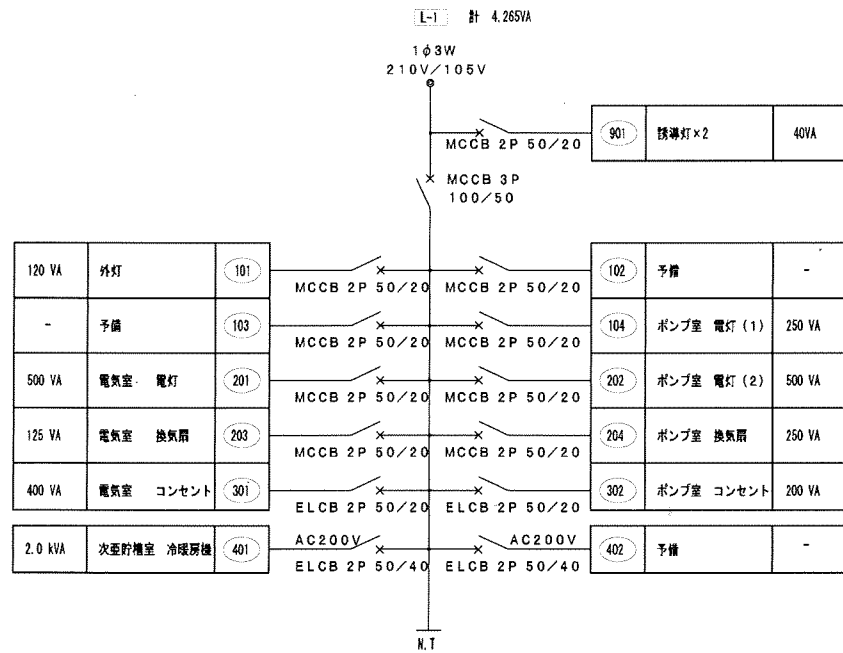 L-1 計 4.265VA
1φ3W
210V/105V
MCCB 2P 50/20 901 誘導灯×2 40VA
MCCB 3P
100/50
120 VA 外灯 101 MCCB 2P 50/20 MCCB 2P 50/20 102 予備 -
- 予備 103 MCCB 2P 50/20 MCCB 2P 50/20 104 ポンプ室 電灯(1) 250 VA
500 VA 電気室 電灯 201 MCCB 2P 50/20 MCCB 2P 50/20 202 ポンプ室 電灯(2) 500 VA
125 VA 電気室 換気扇 203 MCCB 2P 50/20 MCCB 2P 50/20 204 ポンプ室 換気扇 250 VA
400 VA 電気室 コンセント 301 ELCB 2P 50/20 ELCB 2P 50/20 302 ポンプ室 コンセント 200 VA
2.0 kVA 次亜貯槽室 冷暖房機 401 AC200V AC200V 402 予備 -
ELCB 2P 50/40 ELCB 2P 50/40
N.T